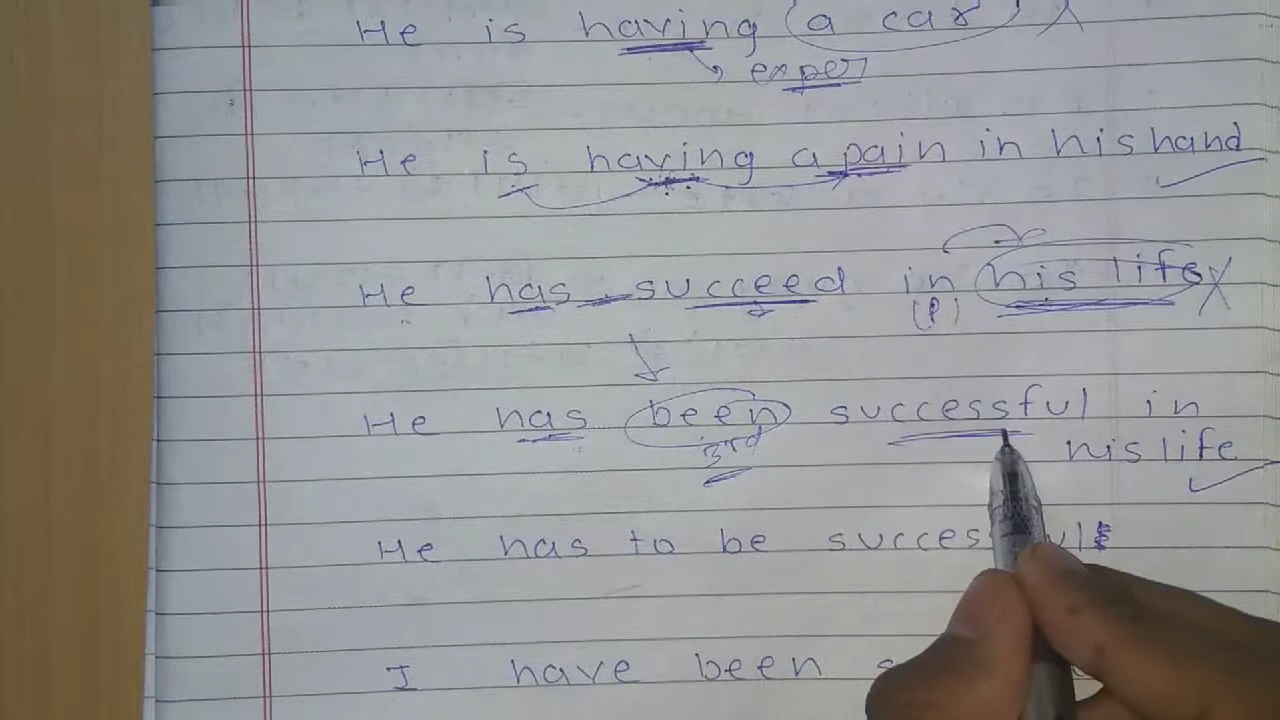 He is having (a car) X
exper
He is having a pain in his hand
He has succeed in his life X
(P)
He has been successful in
3rd
his life
He has to be successful
I have been